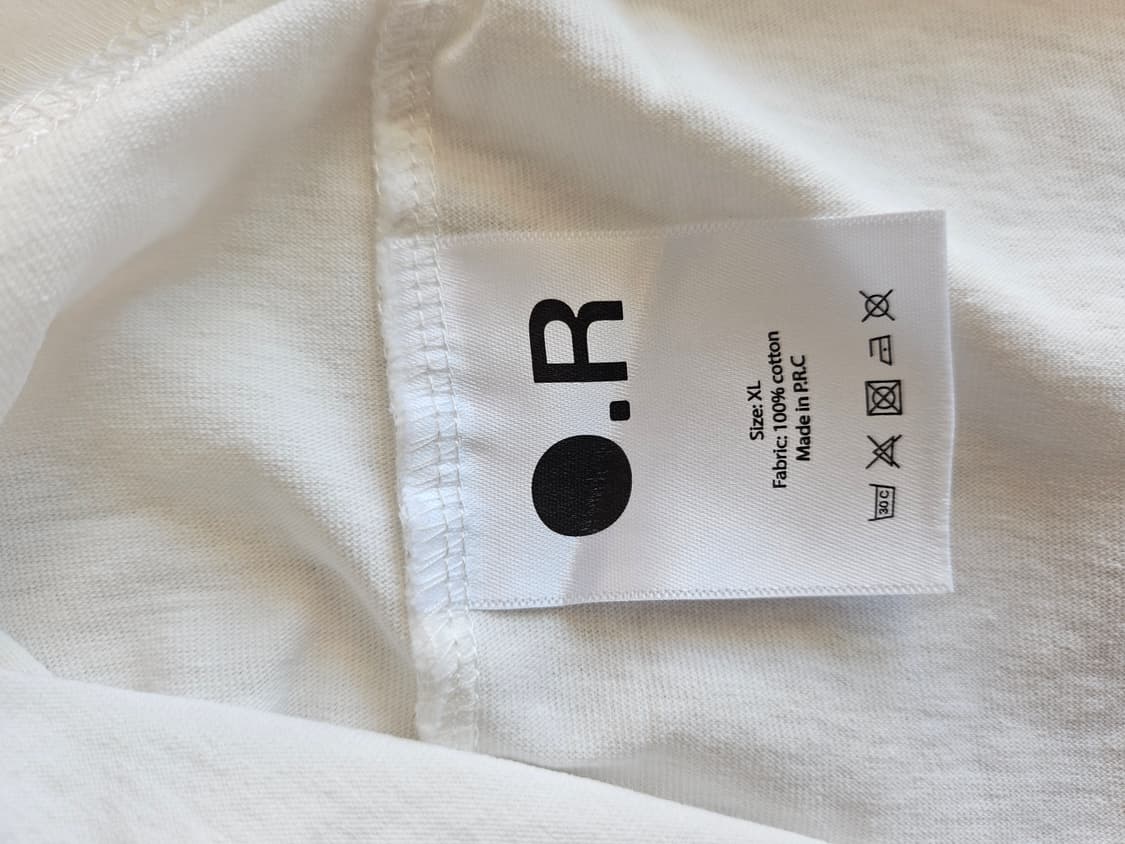 ●.R
Size: XL
Fabric: 100% cotton
Made in P.R.C
30 C